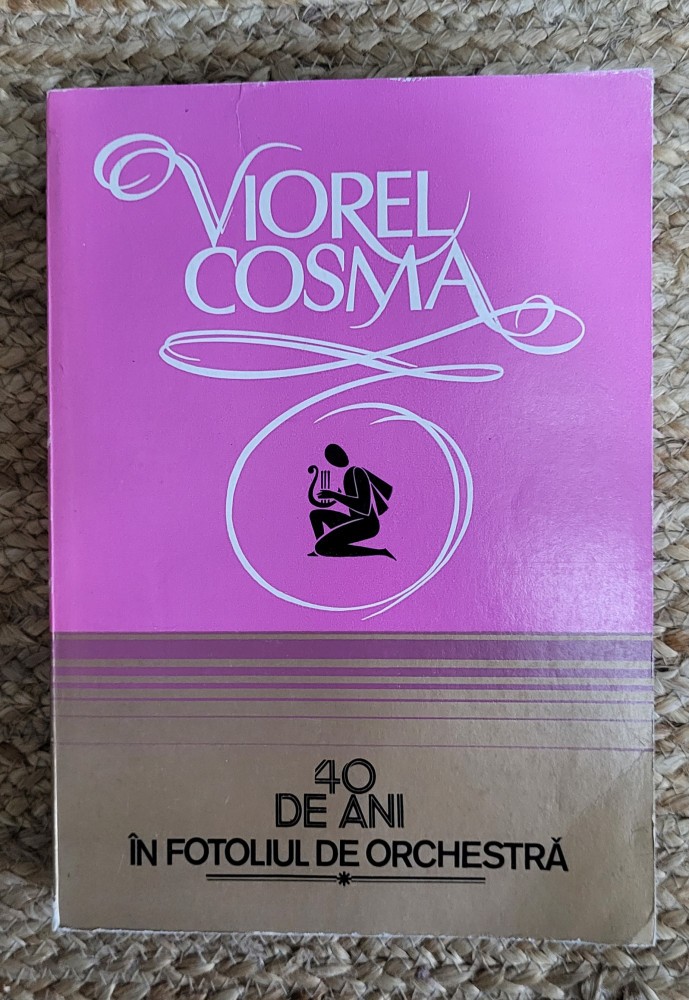 VIOREL
COSMA
40
DE ANI
ÎN FOTOLIUL DE ORCHESTRĂ